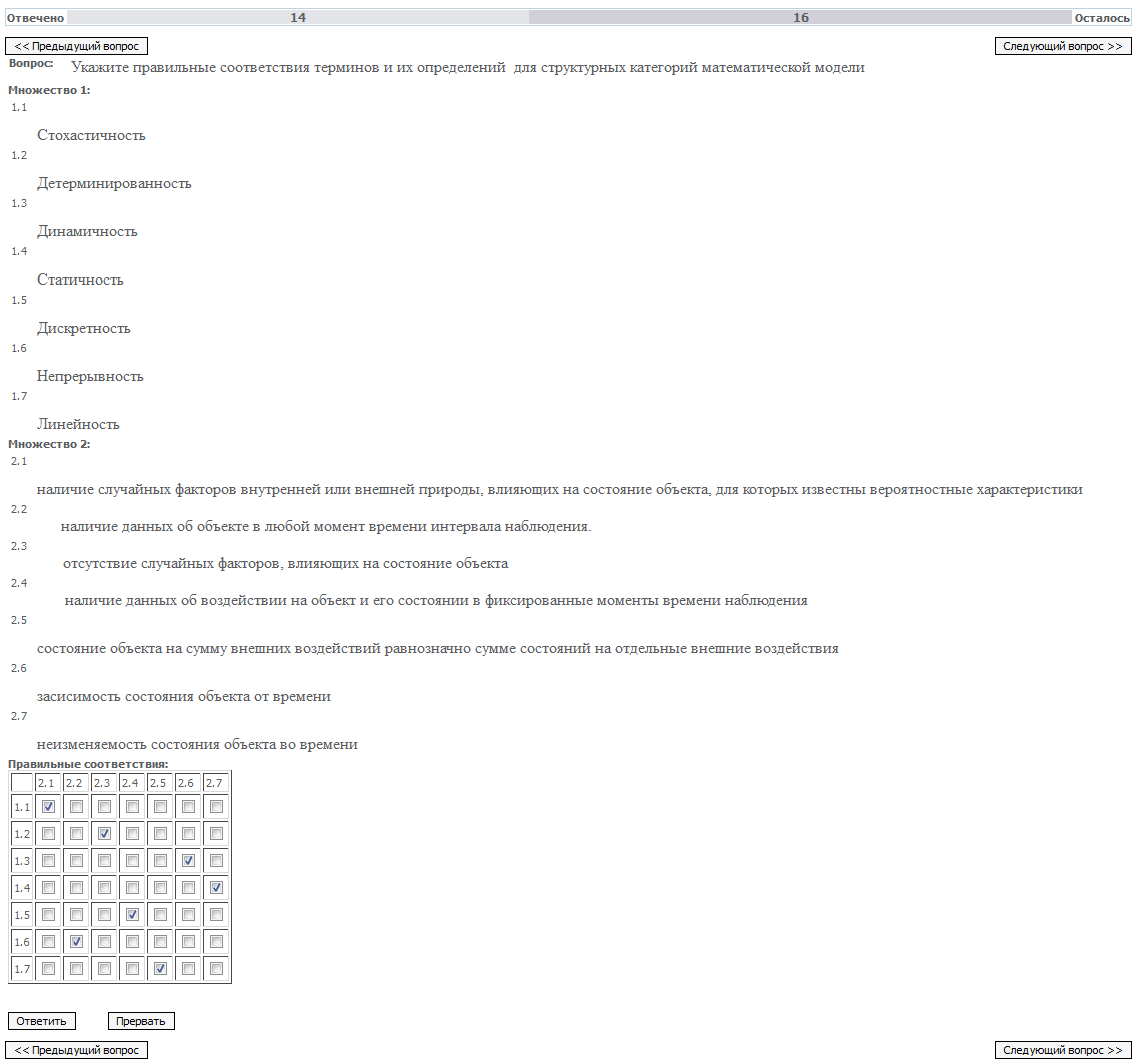 Отвечено 14 16 Осталось
<< Предыдущий вопрос Следующий вопрос >>
Вопрос: Укажите правильные соответствия терминов и их определений для структурных категорий математической модели
Множество 1:
1.1
Стохастичность
1.2
Детерминированность
1.3
Динамичность
1.4
Статичность
1.5
Дискретность
1.6
Непрерывность
1.7
Линейность
Множество 2:
2.1
наличие случайных факторов внутренней или внешней природы, влияющих на состояние объекта, для которых известны вероятностные характеристики
2.2
наличие данных об объекте в любой момент времени интервала наблюдения.
2.3
отсутствие случайных факторов, влияющих на состояние объекта
2.4
наличие данных об воздействии на объект и его состоянии в фиксированные моменты времени наблюдения
2.5
состояние объекта на сумму внешних воздействий равнозначно сумме состояний на отдельные внешние воздействия
2.6
засисимость состояния объекта от времени
2.7
неизменяемость состояния объекта во времени
Правильные соответствия:
2.1 2.2 2.3 2.4 2.5 2.6 2.7
1.1
1.2
1.3
1.4
1.5
1.6
1.7
Ответить Прервать
<< Предыдущий вопрос Следующий вопрос >>